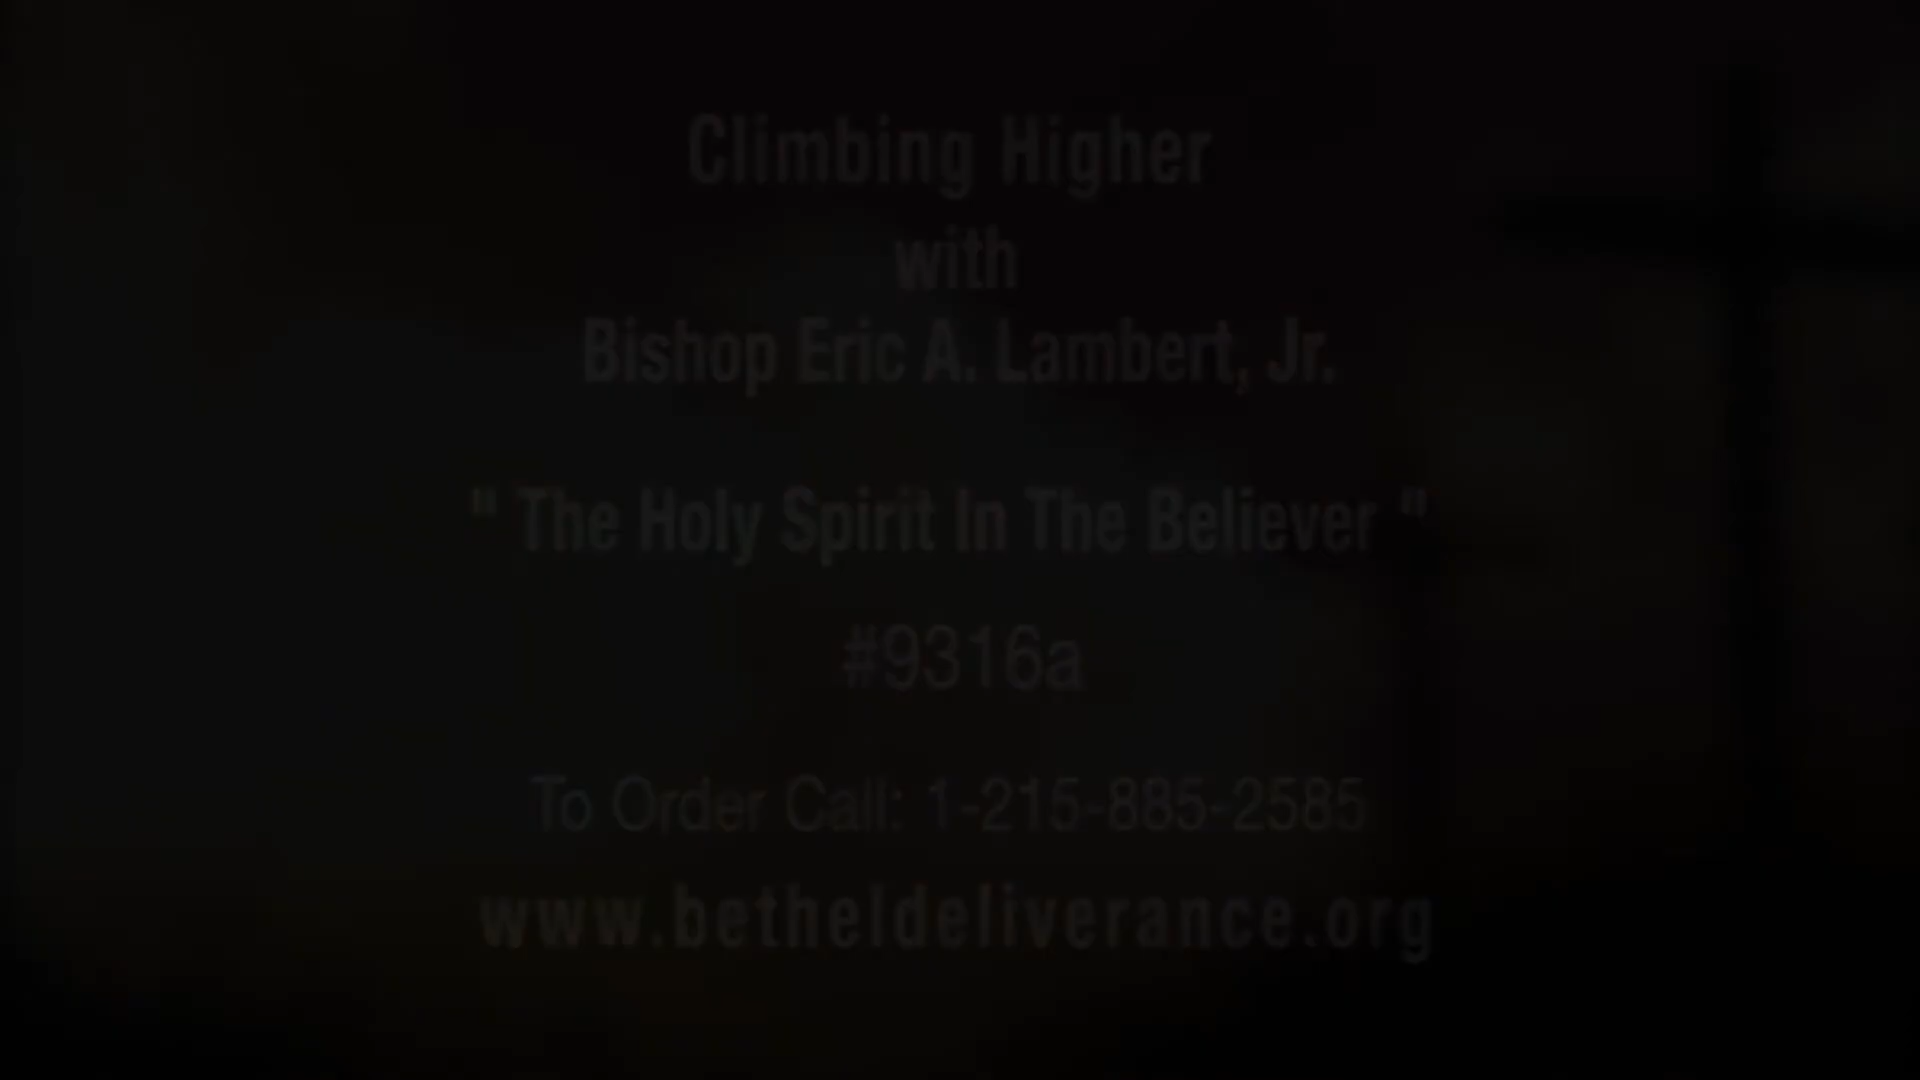 Climbing Higher
with
Bishop Eric A. Lambert, Jr.
" The Holy Spirit In The Believer "
#9316a
To Order Call: 1-215-885-2585
www.betheldeliverance.org